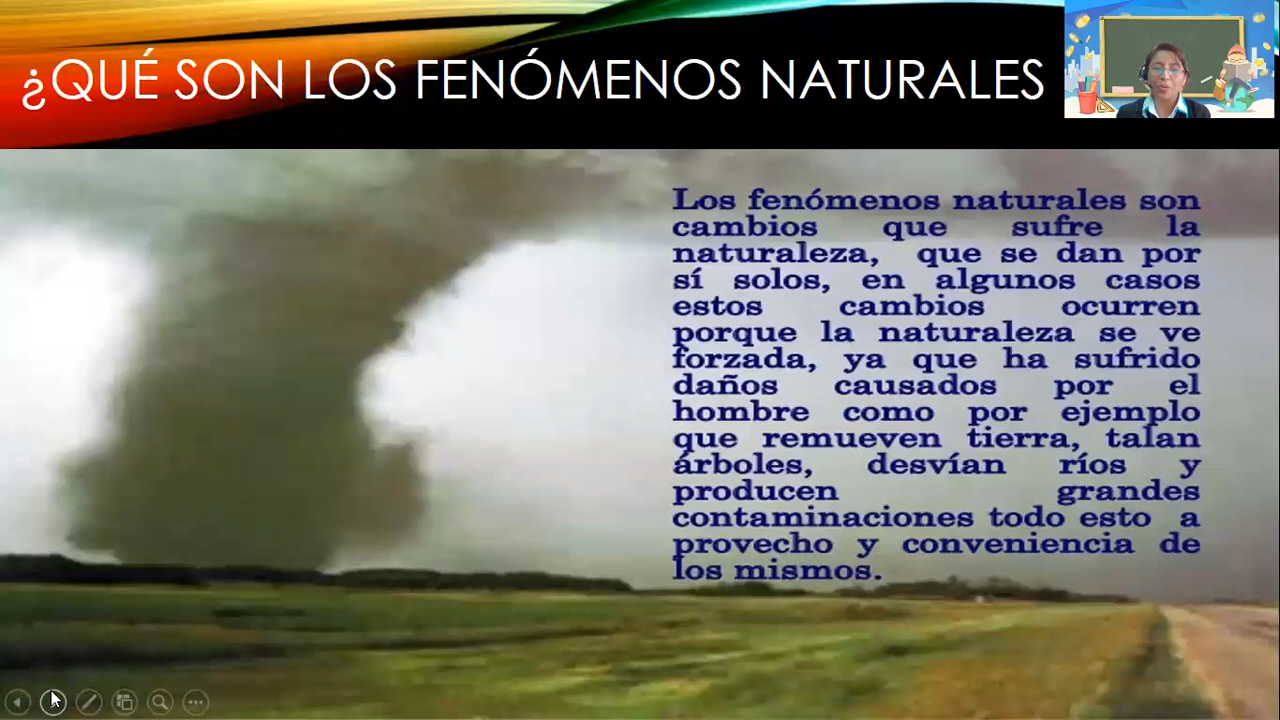 ¿QUÉ SON LOS FENÓMENOS NATURALES
Los fenómenos naturales son
cambios que sufre la
naturaleza, que se dan por
sí solos, en algunos casos
estos cambios ocurren
porque la naturaleza se ve
forzada, ya que ha sufrido
daños causados por el
hombre como por ejemplo
que remueven tierra, talan
árboles, desvían ríos y
producen grandes
contaminaciones todo esto a
provecho y conveniencia de
los mismos.